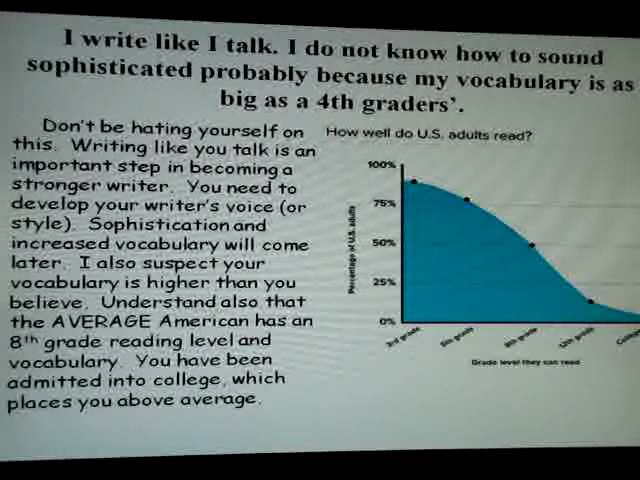 I write like I talk. I do not know how to sound
sophisticated probably because my vocabulary is as
big as a 4th graders'.
Don't be hating yourself on
this. Writing like you talk is an
important step in becoming a
stronger writer. You need to
develop your writer's voice (or
style). Sophistication and
increased vocabulary will come
later. I also suspect your
vocabulary is higher than you
believe. Understand also that
the AVERAGE American has an
8th grade reading level and
vocabulary. You have been
admitted into college, which
places you above average.
How well do U.S. adults read?
100%
75%
50%
25%
0%
Percentage of U.S. adults
3rd grade
12th grade
Grade level they can read